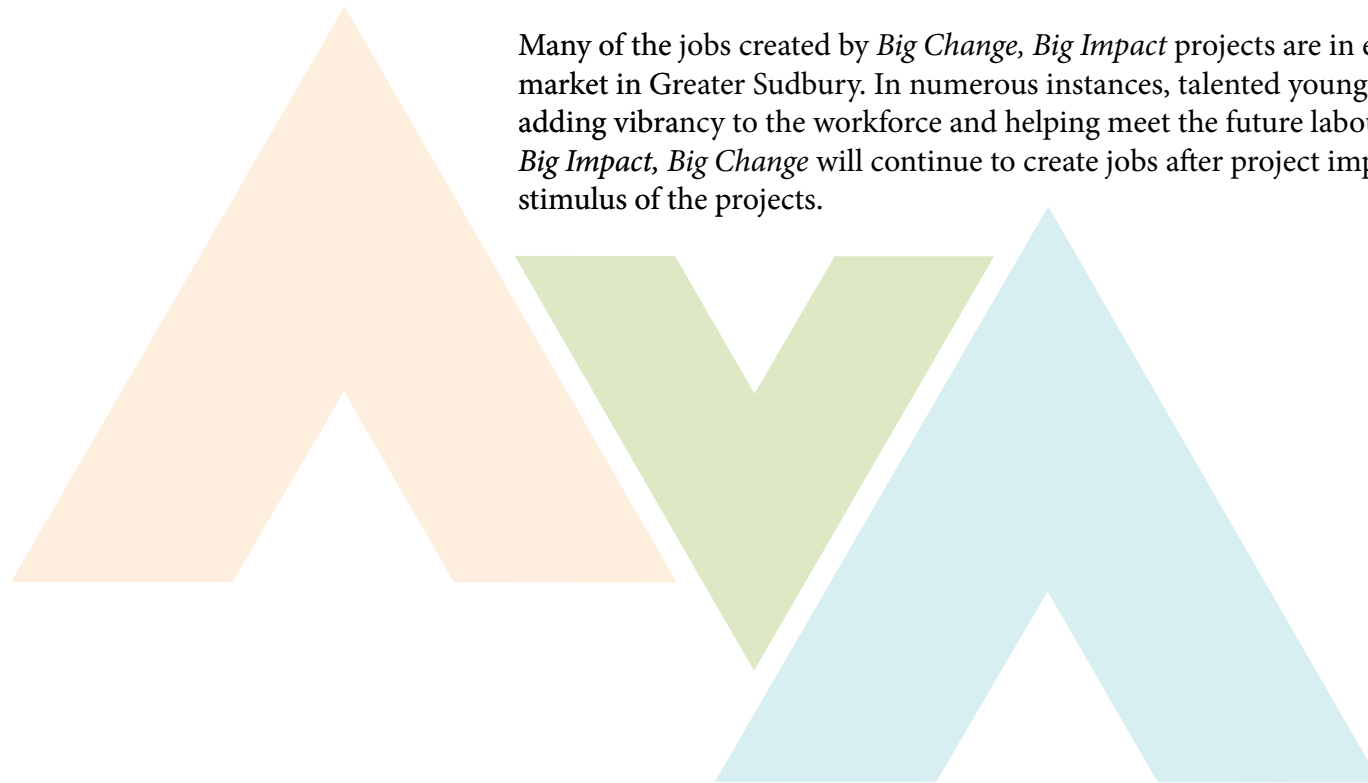 Many of the jobs created by Big Change, Big Impact projects are in
market in Greater Sudbury. In numerous instances, talented young
adding vibrancy to the workforce and helping meet the future
Big Impact, Big Change will continue to create jobs after project
stimulus of the projects.